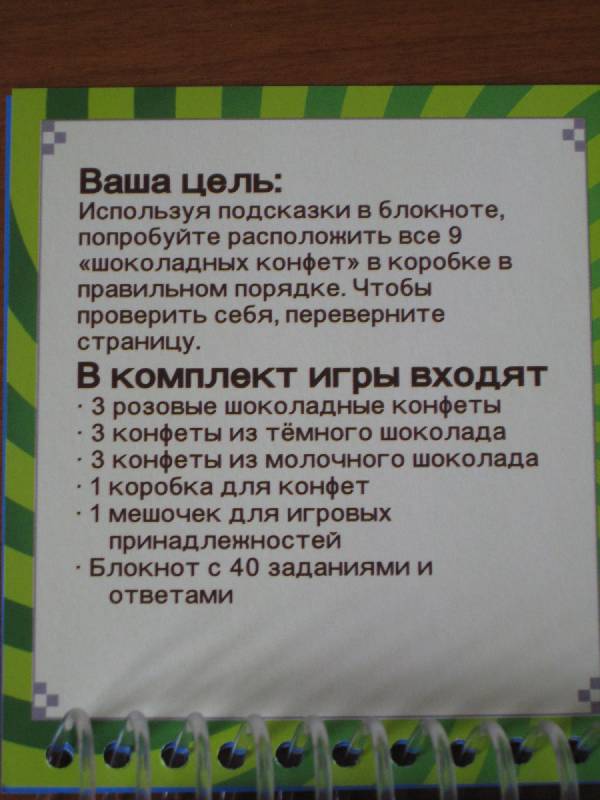 Ваша цель:
Используя подсказки в блокноте,
попробуйте расположить все 9
«шоколадных конфет» в коробке в
правильном порядке. Чтобы
проверить себя, переверните
страницу.
В комплект игры входят
· 3 розовые шоколадные конфеты
· 3 конфеты из тёмного шоколада
· 3 конфеты из молочного шоколада
· 1 коробка для конфет
· 1 мешочек для игровых
принадлежностей
· Блокнот с 40 заданиями и
ответами